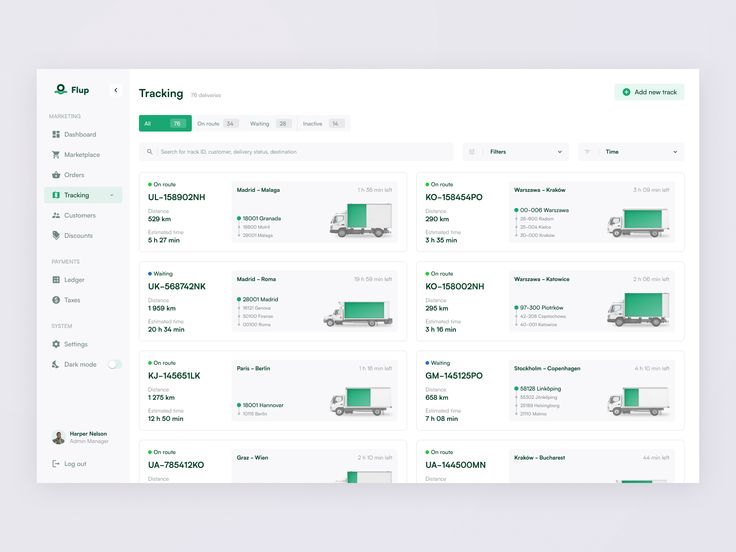 Flup
MARKETING
Dashboard
Marketplace
Orders
Tracking
Customers
Discounts
PAYMENTS
Ledger
Taxes
SYSTEM
Settings
Dark mode
Harper Nelson
Admin Manager
Log out
Tracking 76 deliveries
Add new track
All 76
On route 34
Waiting 28
Inactive 14
Search for track ID, customer, delivery status, destination
Filters
Time
On route
UL-158902NH
Distance
529 km
Estimated time
5 h 27 min
Madrid - Malaga
1 h 36 min left
18001 Granada
18600 Motril
29001 Malaga
On route
KO-158454PO
Distance
290 km
Estimated time
3 h 35 min
Warszawa - Kraków
3 h 09 min left
00-006 Warszawa
26-600 Radom
25-004 Kielce
30-000 Kraków
Waiting
UK-568742NK
Distance
1 959 km
Estimated time
20 h 34 min
Madrid - Roma
19 h 59 min left
28001 Madrid
16121 Genova
50100 Firenze
00100 Roma
On route
KO-158002NH
Distance
295 km
Estimated time
3 h 16 min
Warszawa - Katowice
2 h 06 min left
97-300 Piotrków
42-208 Częstochowa
40-001 Katowice
On route
KJ-145651LK
Distance
1 275 km
Estimated time
12 h 50 min
Paris - Berlin
1 h 16 min left
18001 Hannover
10115 Berlin
Waiting
GM-145125PO
Distance
658 km
Estimated time
7 h 08 min
Stockholm - Copenhagen
4 h 10 min left
58128 Linköping
55302 Jönköping
25189 Helsingborg
21110 Malmo
On route
UA-785412KO
Distance
Graz - Wien
2 h 10 min left
On route
UA-144500MN
Distance
Kraków - Bucharest
44 min left